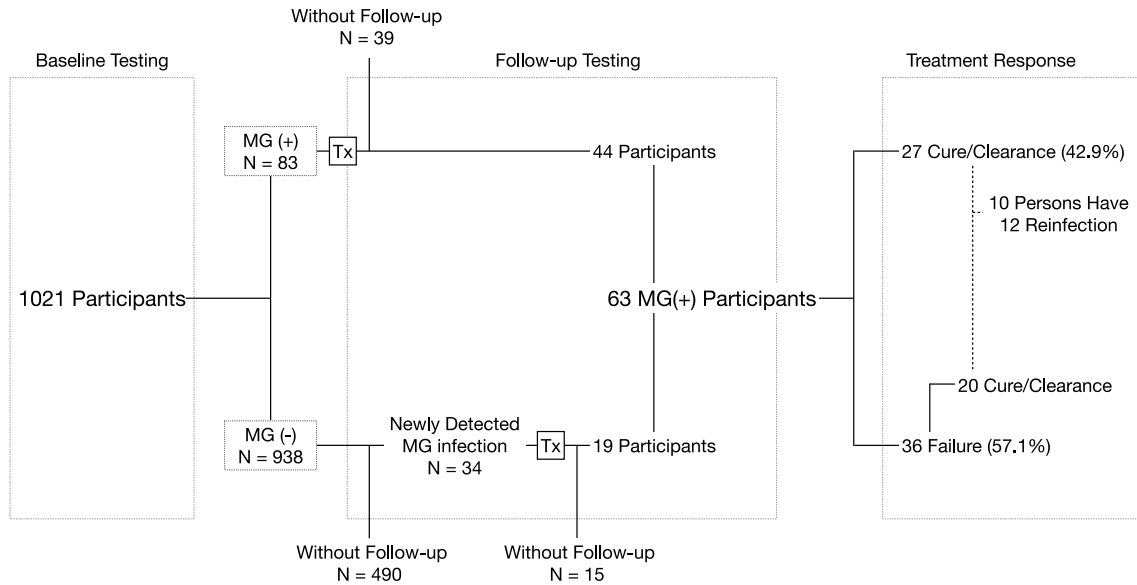 Without Follow-up
N = 39
Baseline Testing
Follow-up Testing
Treatment Response
MG (+)
N = 83
Tx
44 Participants
27 Cure/Clearance (42.9%)
10 Persons Have
12 Reinfection
1021 Participants
63 MG(+) Participants
20 Cure/Clearance
MG (-)
N = 938
Newly Detected
MG infection
N = 34
Tx
19 Participants
36 Failure (57.1%)
Without Follow-up
N = 490
Without Follow-up
N = 15